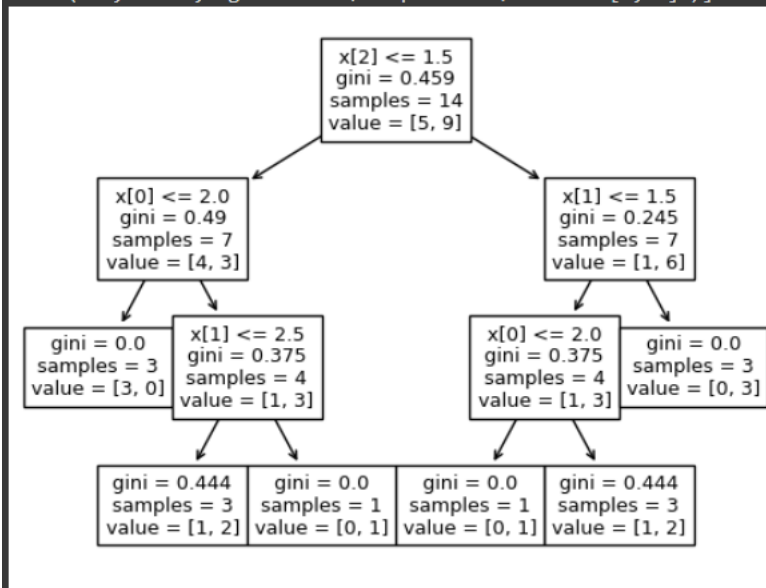 x[2] <= 1.5
gini = 0.459
samples = 14
value = [5, 9]
x[0] <= 2.0
gini = 0.49
samples = 7
value = [4, 3]
x[1] <= 1.5
gini = 0.245
samples = 7
value = [1, 6]
gini = 0.0
samples = 3
value = [3, 0]
x[1] <= 2.5
gini = 0.375
samples = 4
value = [1, 3]
x[0] <= 2.0
gini = 0.375
samples = 4
value = [1, 3]
gini = 0.0
samples = 3
value = [0, 3]
gini = 0.444
samples = 3
value = [1, 2]
gini = 0.0
samples = 1
value = [0, 1]
gini = 0.0
samples = 1
value = [0, 1]
gini = 0.444
samples = 3
value = [1, 2]